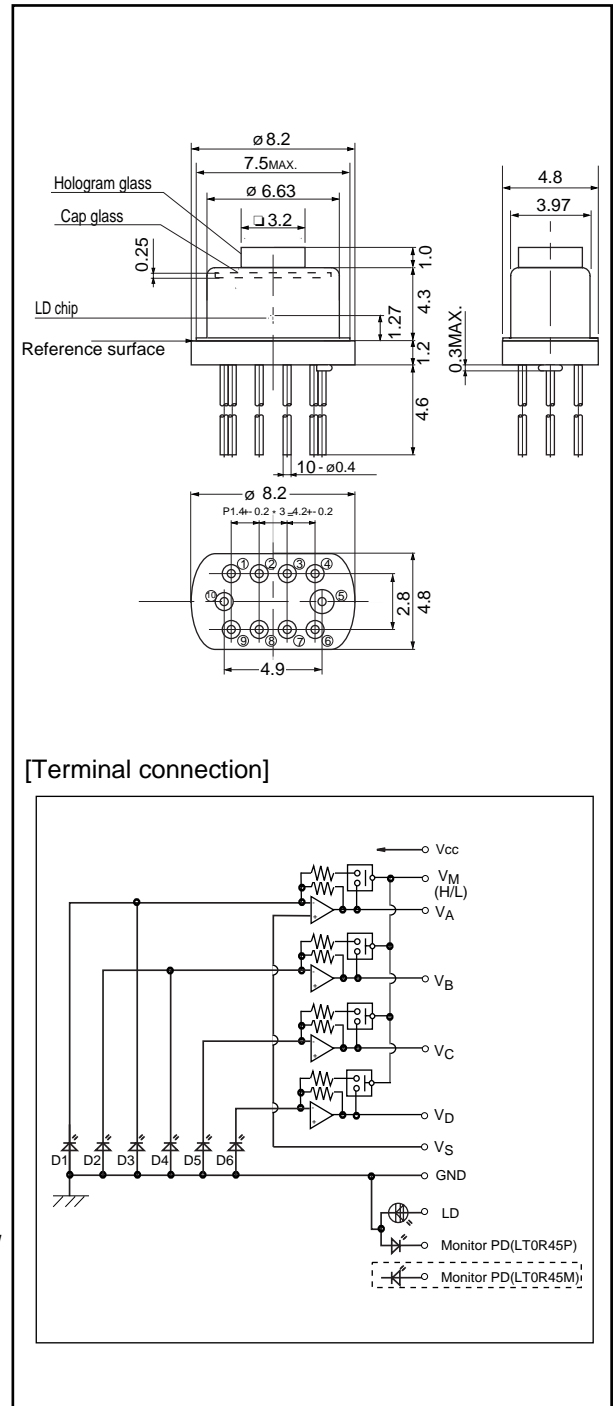 ø 8.2
7.5MAX.
Hologram glass
ø 6.63
Cap glass
□ 3.2
0.25
1.0
4.3
LD chip
1.27
Reference surface
1.2
4.6
10 - ø0.4
4.8
3.97
0.3MAX.
ø 8.2
P1.4+- 0.2 * 3 =4.2+- 0.2
① ② ③ ④
⑩ ⑤
⑨ ⑧ ⑦ ⑥
2.8
4.8
4.9
[Terminal connection]
Vcc
VM
(H/L)
VA
VB
VC
VD
VS
D1 D2 D3 D4 D5 D6
GND
LD
Monitor PD(LT0R45P)
Monitor PD(LT0R45M)